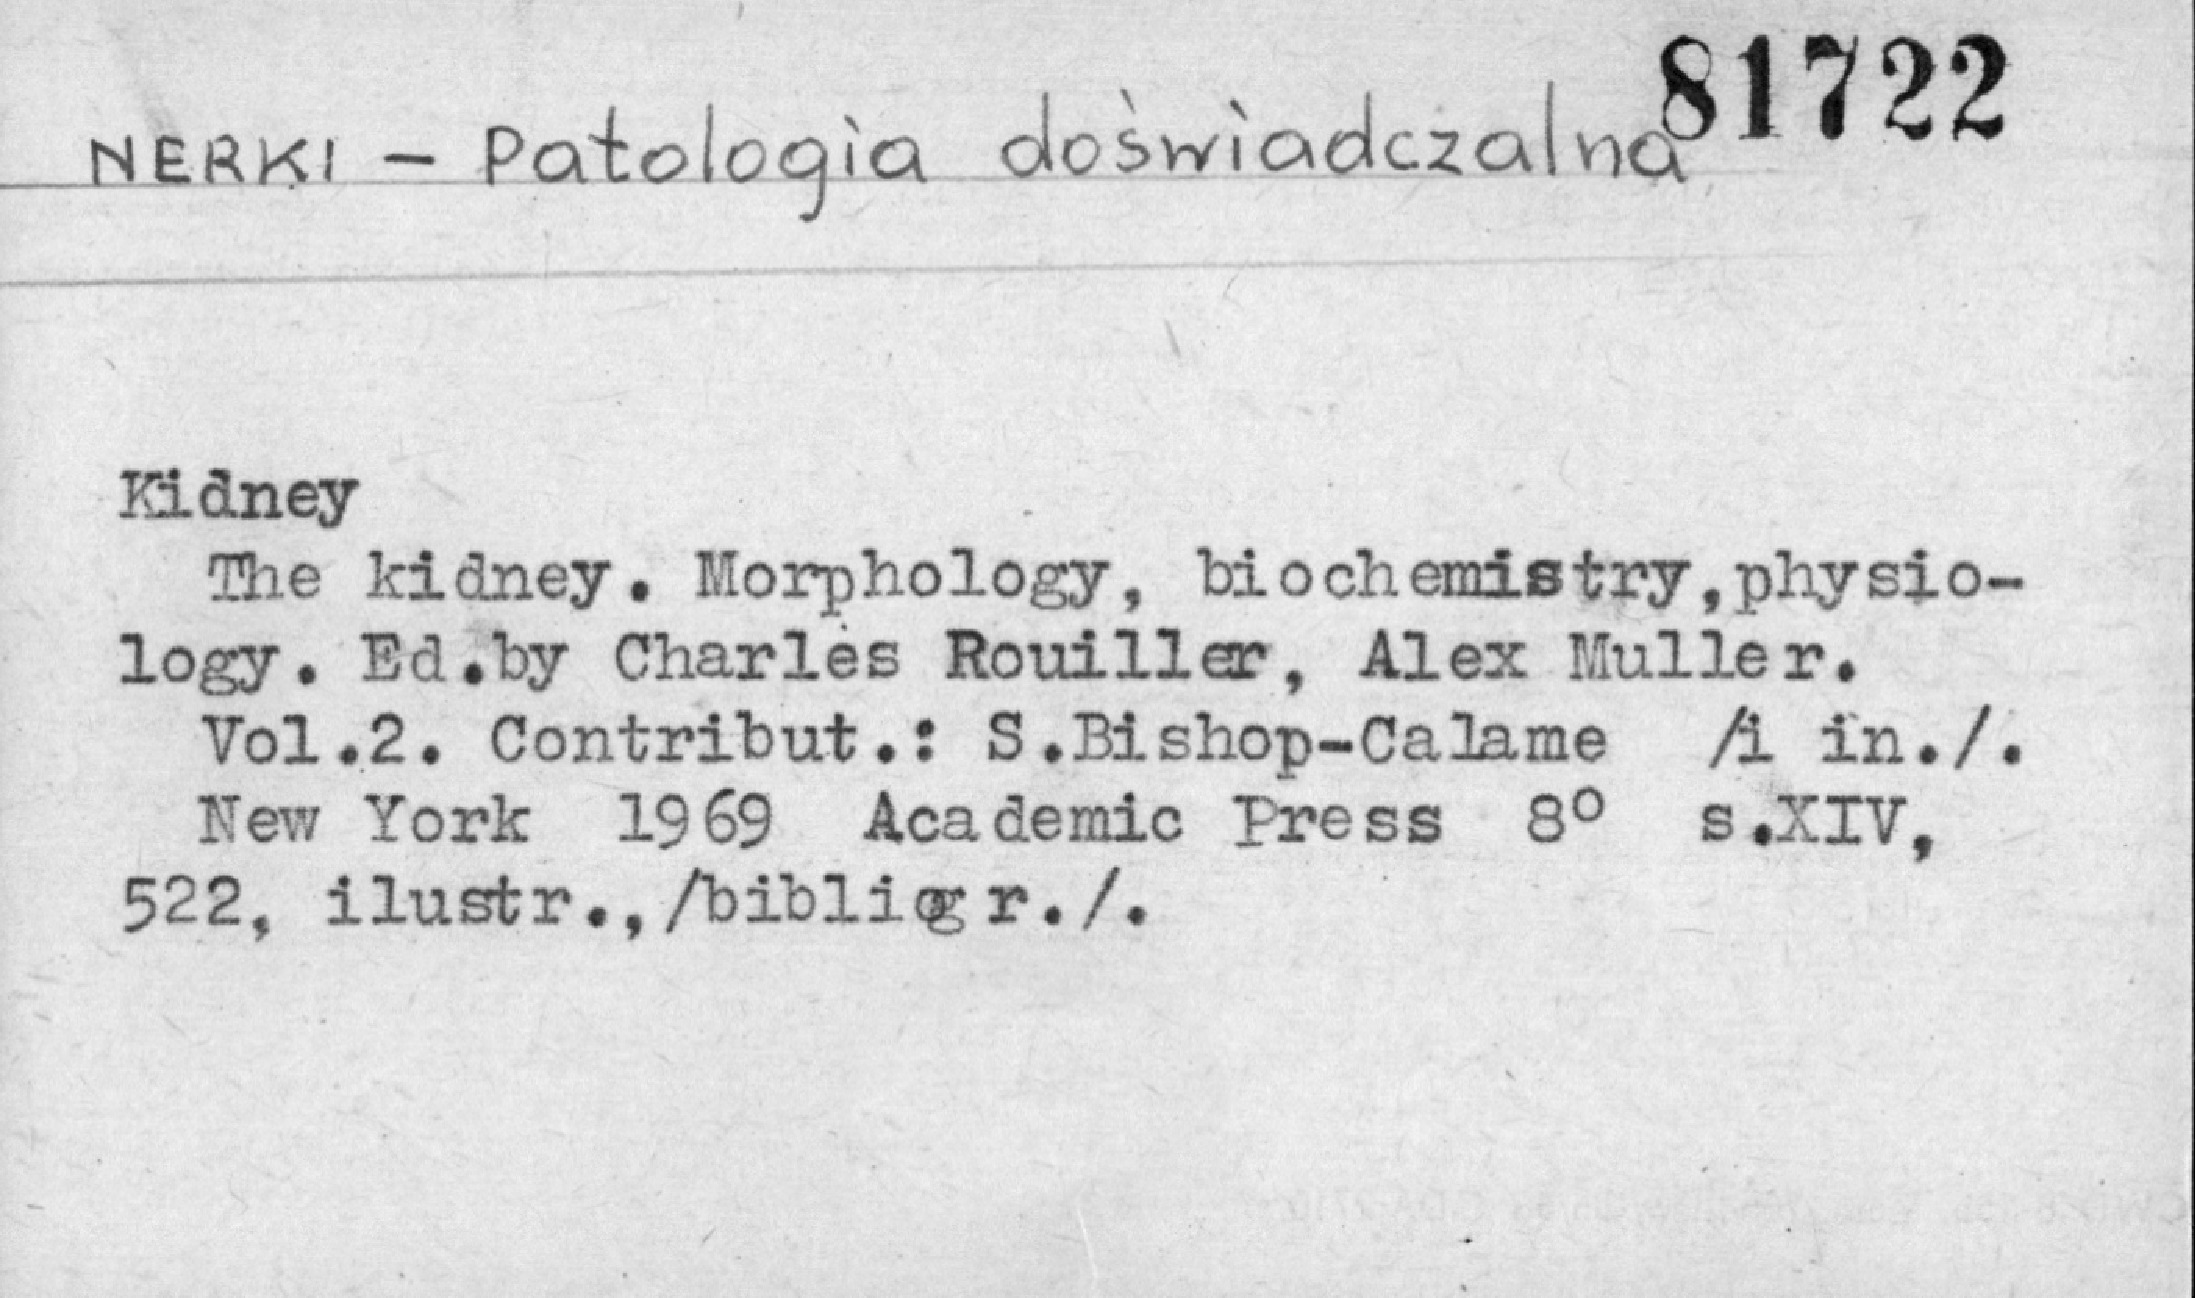 81722
NERKI – Patologia doświadczalna
Kidney
The kidney. Morphology, biochemistry,physio-
logy. Ed.by Charles Rouiller, Alex Muller.
Vol.2. Contribut.: S.Bishop-Calame /i in./.
New York 1969 Academic Press 8° s.XIV,
522, ilustr.,/bibliogr./.